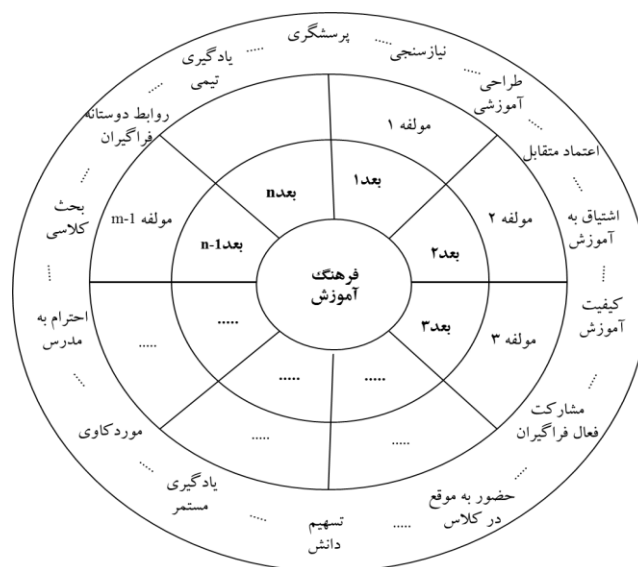 پرسشگری
.....
نیازسنجی
.....
طراحی
آموزشی
.....
اعتماد متقابل
اشتیاق به
آموزش
.....
کیفیت
آموزش
مشارکت
فعال فراگیران
.....
حضور به موقع
در کلاس
.....
تسهیم
دانش
.....
یادگیری
مستمر
.....
موردکاوی
.....
احترام به
مدرس
.....
بحث
کلاسی
.....
روابط دوستانه
فراگیران
.....
یادگیری
تیمی
.....
مولفه ۱
مولفه ۲
مولفه ۳
.....
.....
.....
مولفه m-1
بعد۱
بعد۲
بعد۳
.....
.....
.....
بعدn-1
بعدn
فرهنگ
آموزش